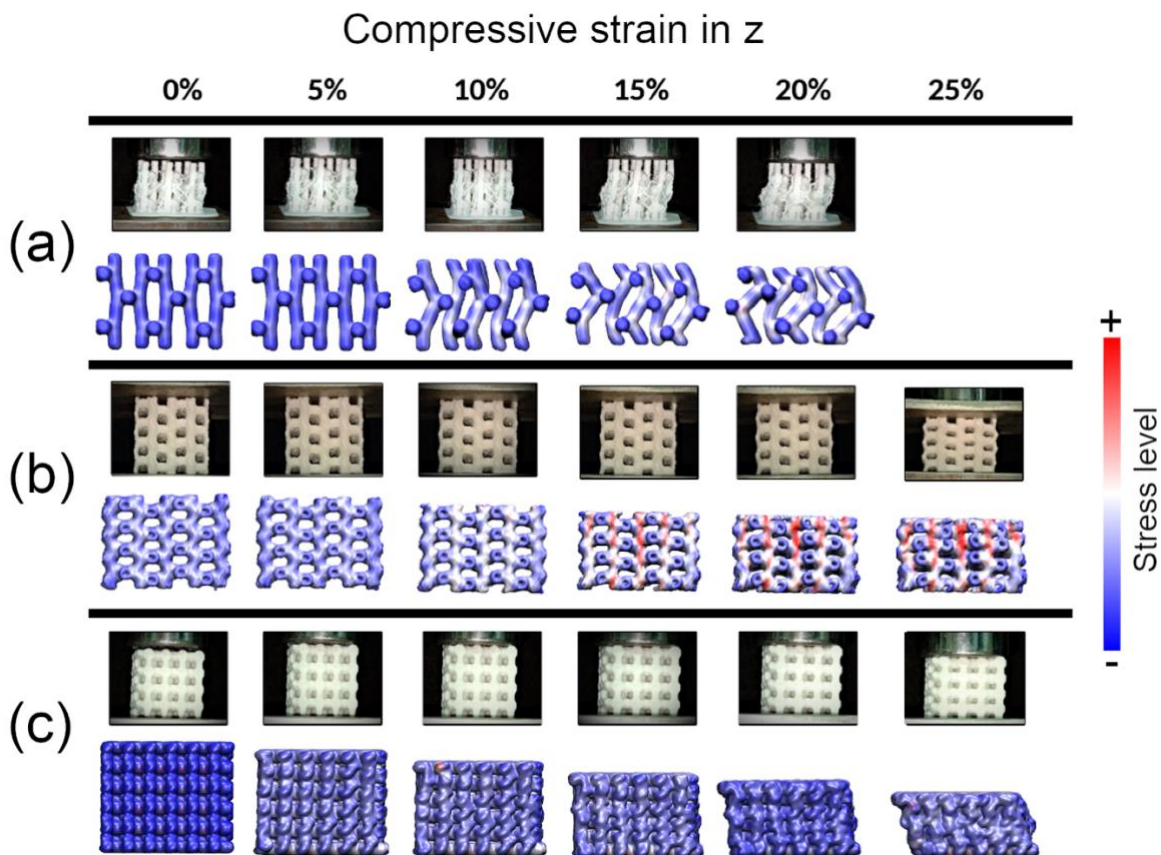 Compressive strain in z
0% 5% 10% 15% 20% 25%
(a)
(b)
(c)
+
Stress level
-